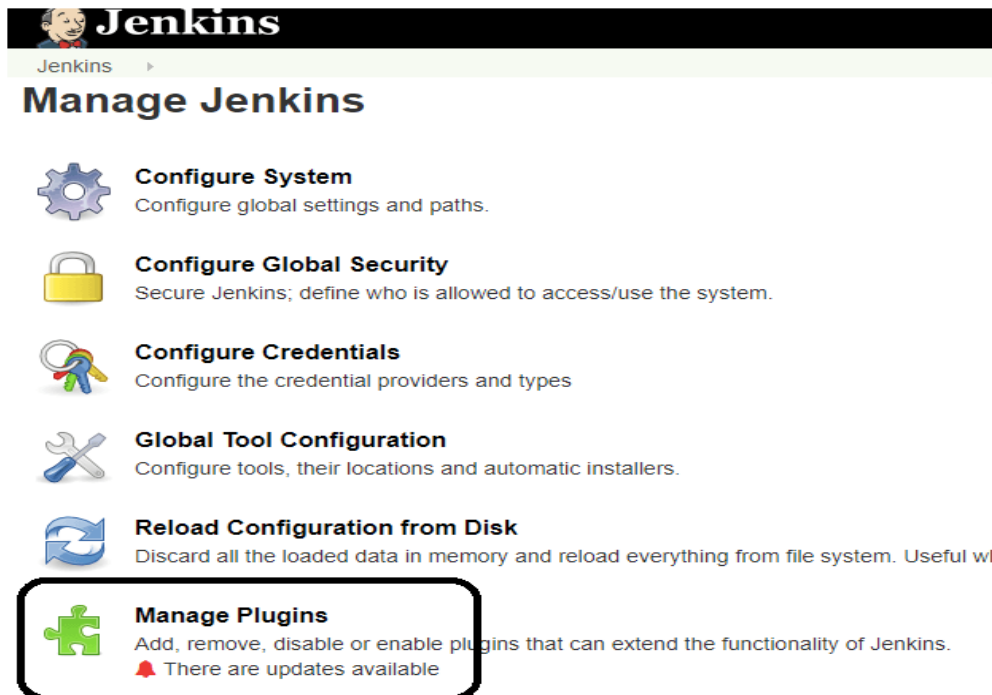 Jenkins
Jenkins
Manage Jenkins
Configure System
Configure global settings and paths.
Configure Global Security
Secure Jenkins; define who is allowed to access/use the system.
Configure Credentials
Configure the credential providers and types
Global Tool Configuration
Configure tools, their locations and automatic installers.
Reload Configuration from Disk
Discard all the loaded data in memory and reload everything from file system. Useful
Manage Plugins
Add, remove, disable or enable plugins that can extend the functionality of Jenkins.
There are updates available